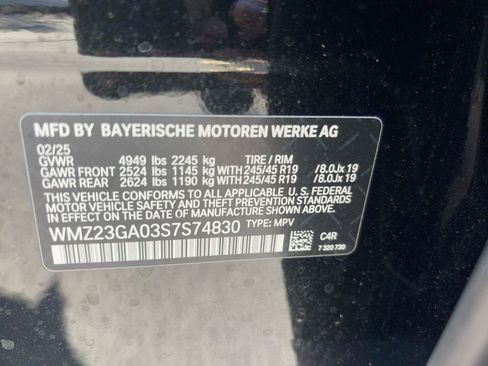 MFD BY BAYERISCHE MOTOREN WERKE AG
02/25
GVWR 4949 lbs 2245 kg TIRE / RIM
GAWR FRONT 2524 lbs 1145 kg WITH 245/45 R19 /8.0Jx 19
GAWR REAR 2624 lbs 1190 kg WITH 245/45 R19 /8.0Jx 19
THIS VEHICLE CONFORMS TO ALL APPLICABLE FEDERAL
MOTOR VEHICLE SAFETY, BUMPER, AND THEFT PREVENTION
STANDARDS IN EFFECT ON THE DATE OF MANUFACTURE
SHOWN ABOVE.
WMZ23GA03S7S74830 TYPE: MPV
C4R
7 320 730